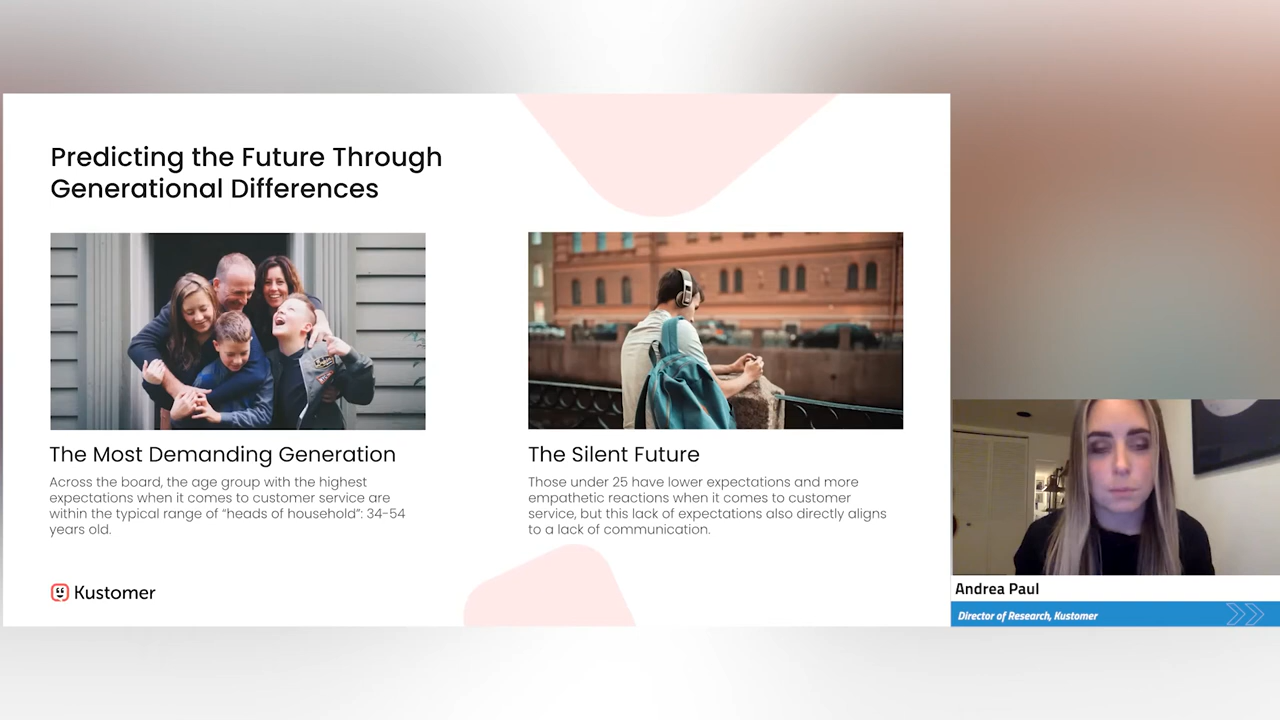 Predicting the Future Through
Generational Differences
The Most Demanding Generation
Across the board, the age group with the highest
expectations when it comes to customer service are
within the typical range of “heads of household”: 34-54
years old.
The Silent Future
Those under 25 have lower expectations and more
empathetic reactions when it comes to customer
service, but this lack of expectations also directly aligns
to a lack of communication.
Kustomer
Andrea Paul
Director of Research, Kustomer